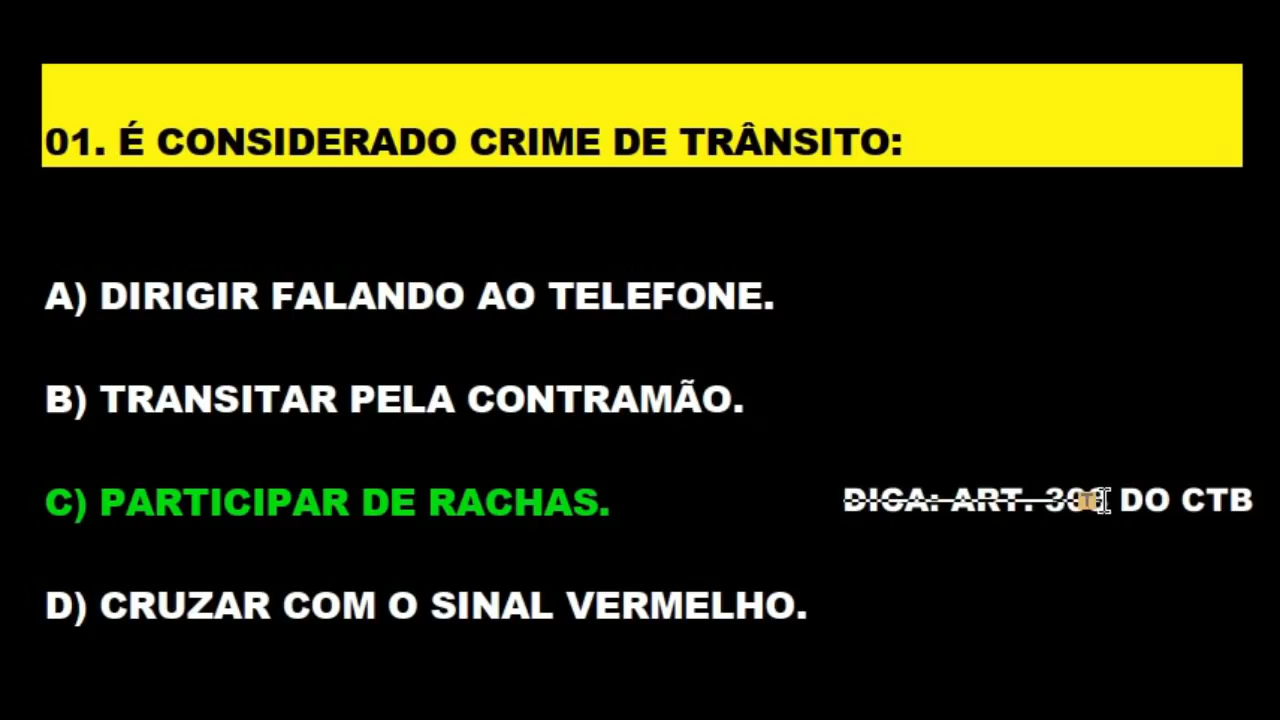 01. É CONSIDERADO CRIME DE TRÂNSITO:
A) DIRIGIR FALANDO AO TELEFONE.
B) TRANSITAR PELA CONTRAMÃO.
C) PARTICIPAR DE RACHAS.
DICA: ART. DO CTB
D) CRUZAR COM O SINAL VERMELHO.